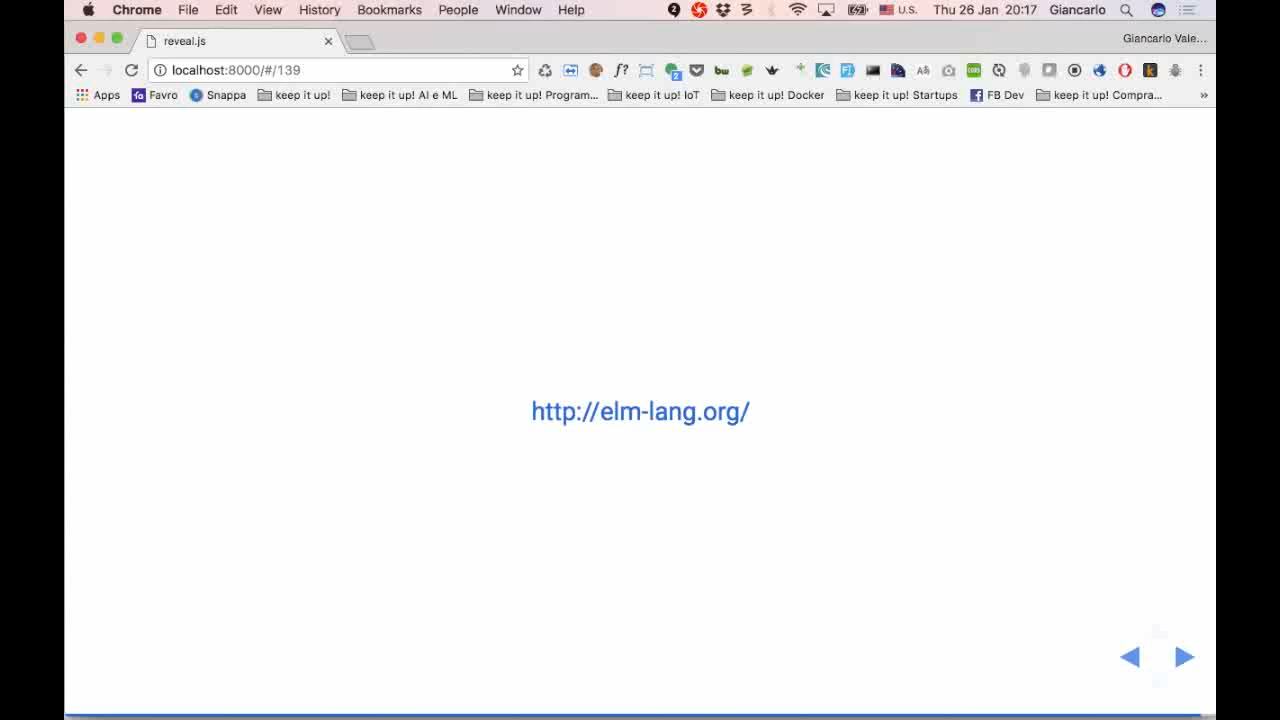 Chrome File Edit View History Bookmarks People Window Help U.S. Thu 26 Jan 20:17 Giancarlo
reveal.js Giancarlo Vale...
localhost:8000/#/139
Apps Favro Snappa keep it up! keep it up! AI e ML keep it up! Program... keep it up! IoT keep it up! Docker keep it up! Startups FB Dev keep it up! Compra... »
http://elm-lang.org/